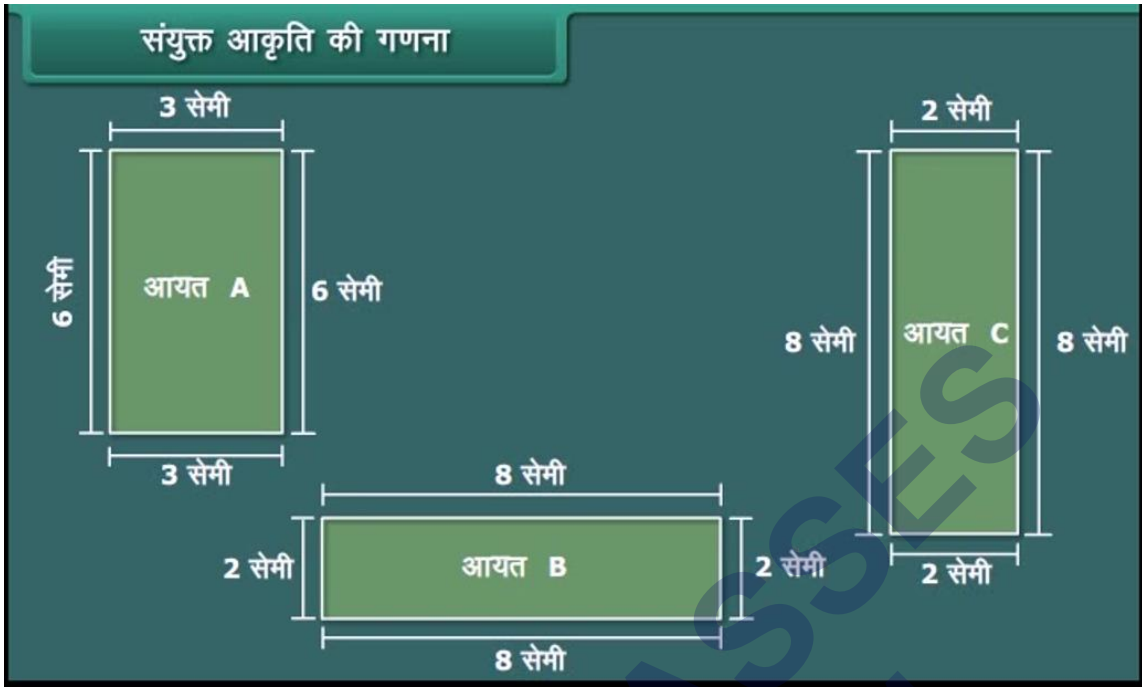 संयुक्त आकृति की गणना
3 सेमी
6 सेमी
आयत A
6 सेमी
3 सेमी
2 सेमी
8 सेमी
आयत C
8 सेमी
2 सेमी
8 सेमी
2 सेमी
आयत B
2 सेमी
8 सेमी